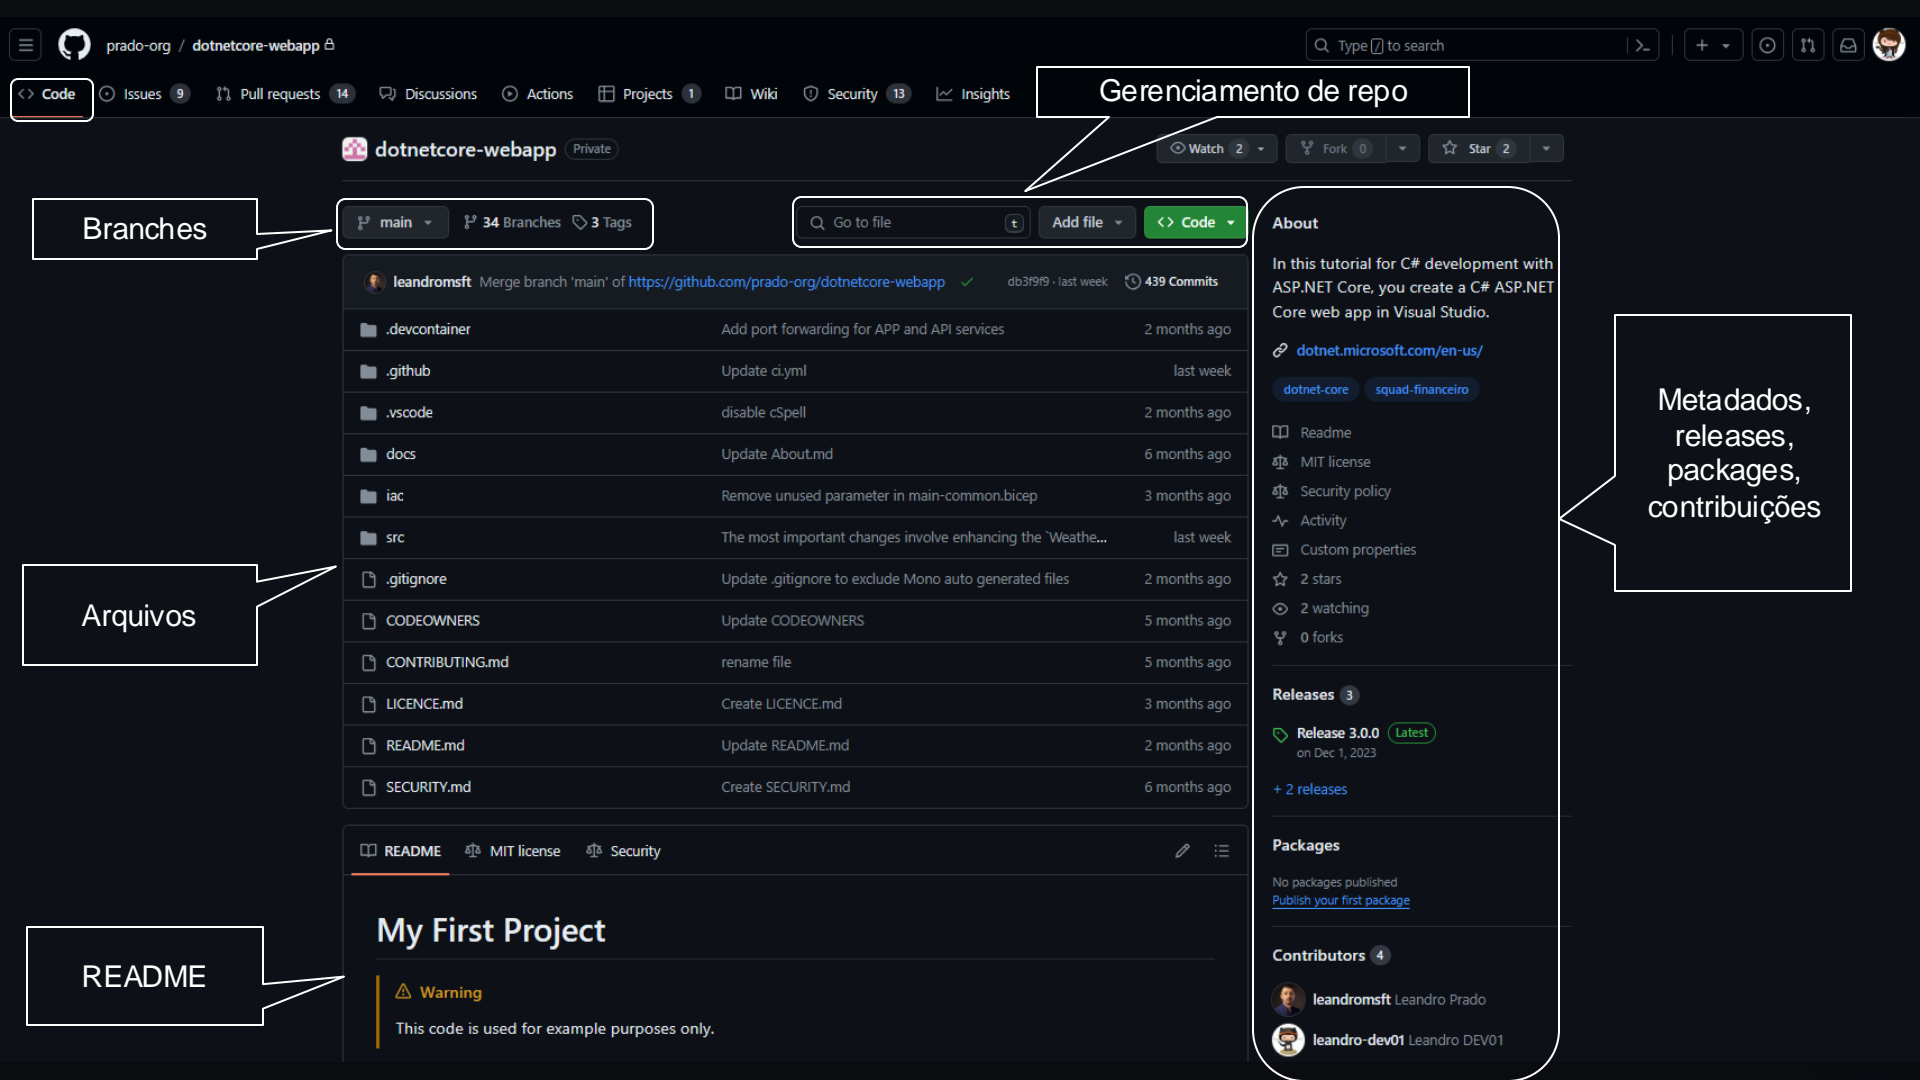 prado-org / dotnetcore-webapp
Type / to search
Code
Issues 9
Pull requests 14
Discussions
Actions
Projects 1
Wiki
Security 13
Insights
Gerenciamento de repo
dotnetcore-webapp Private
Watch 2
Fork 0
Star 2
Branches
main
34 Branches
3 Tags
Go to file t
Add file
Code
leandromsft Merge branch 'main' of https://github.com/prado-org/dotnetcore-webapp db3f9f9 · last week 439 Commits
.devcontainer Add port forwarding for APP and API services 2 months ago
.github Update ci.yml last week
.vscode disable cSpell 2 months ago
docs Update About.md 6 months ago
iac Remove unused parameter in main-common.bicep 3 months ago
src The most important changes involve enhancing the `Weathe... last week
.gitignore Update .gitignore to exclude Mono auto generated files 2 months ago
CODEOWNERS Update CODEOWNERS 5 months ago
CONTRIBUTING.md rename file 5 months ago
LICENCE.md Create LICENCE.md 3 months ago
README.md Update README.md 2 months ago
SECURITY.md Create SECURITY.md 6 months ago
Arquivos
README
MIT license
Security
My First Project
Warning
This code is used for example purposes only.
README
About
In this tutorial for C# development with
ASP.NET Core, you create a C# ASP.NET
Core web app in Visual Studio.
dotnet.microsoft.com/en-us/
dotnet-core squad-financeiro
Readme
MIT license
Security policy
Activity
Custom properties
2 stars
2 watching
0 forks
Releases 3
Release 3.0.0 Latest
on Dec 1, 2023
+ 2 releases
Packages
No packages published
Publish your first package
Contributors 4
leandromsft Leandro Prado
leandro-dev01 Leandro DEV01
Metadados,
releases,
packages,
contribuições